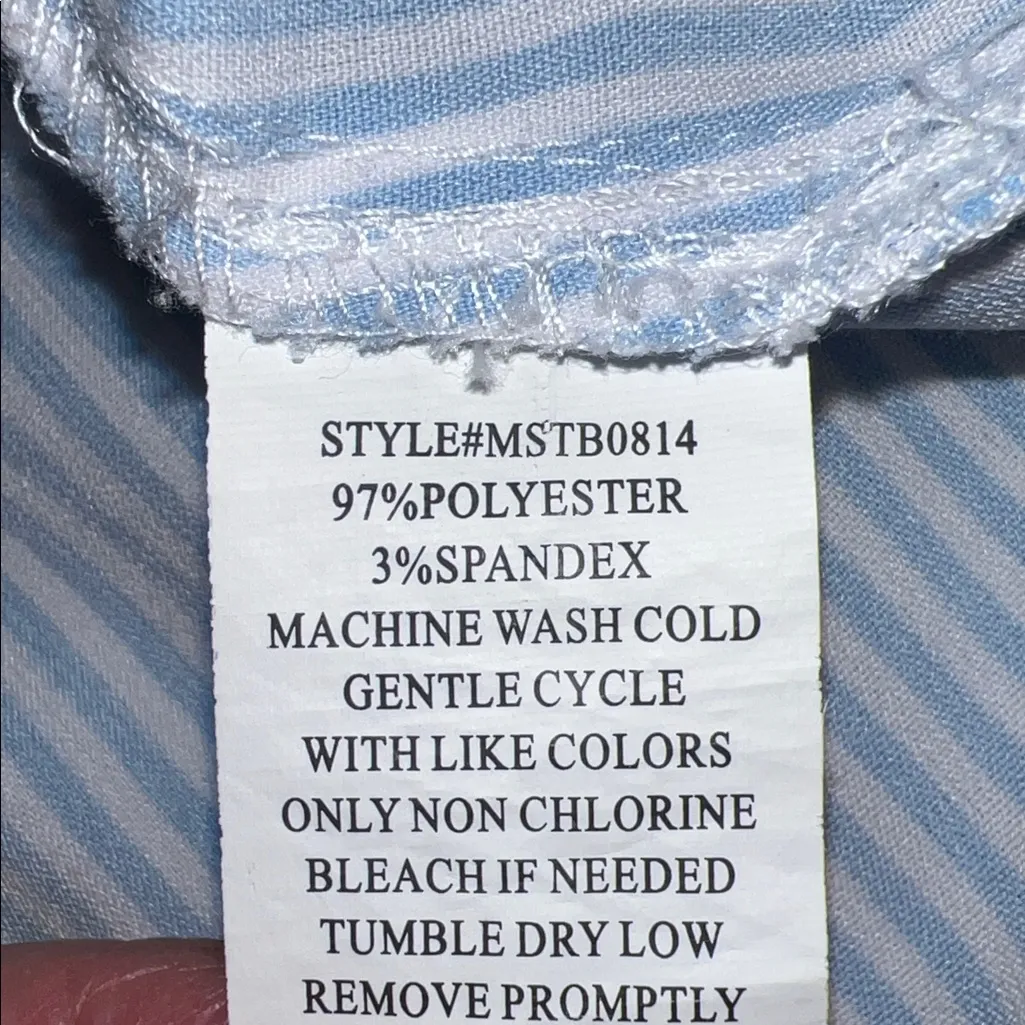 STYLE#MSTB0814
97%POLYESTER
3%SPANDEX
MACHINE WASH COLD
GENTLE CYCLE
WITH LIKE COLORS
ONLY NON CHLORINE
BLEACH IF NEEDED
TUMBLE DRY LOW
REMOVE PROMPTLY